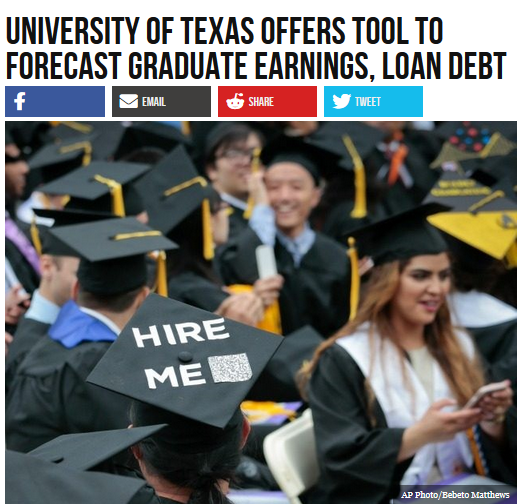 UNIVERSITY OF TEXAS OFFERS TOOL TO
FORECAST GRADUATE EARNINGS, LOAN DEBT
f EMAIL SHARE TWEET
HIRE
ME
AP Photo/Bebeto Matthews